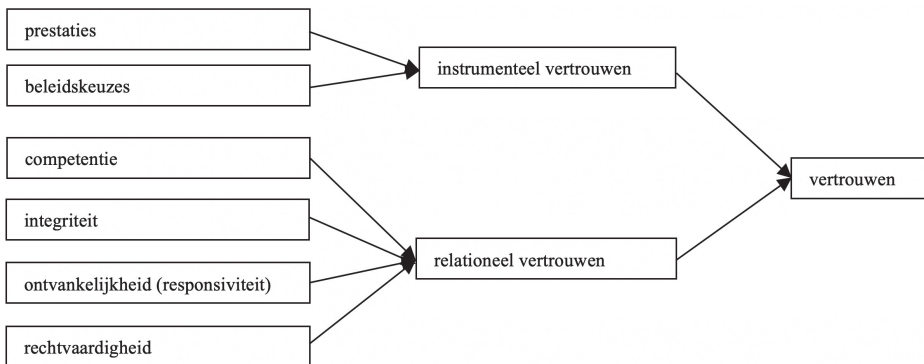 prestaties
beleidskeuzes
competentie
integriteit
ontvankelijkheid (responsiviteit)
rechtvaardigheid
instrumenteel vertrouwen
relationeel vertrouwen
vertrouwen